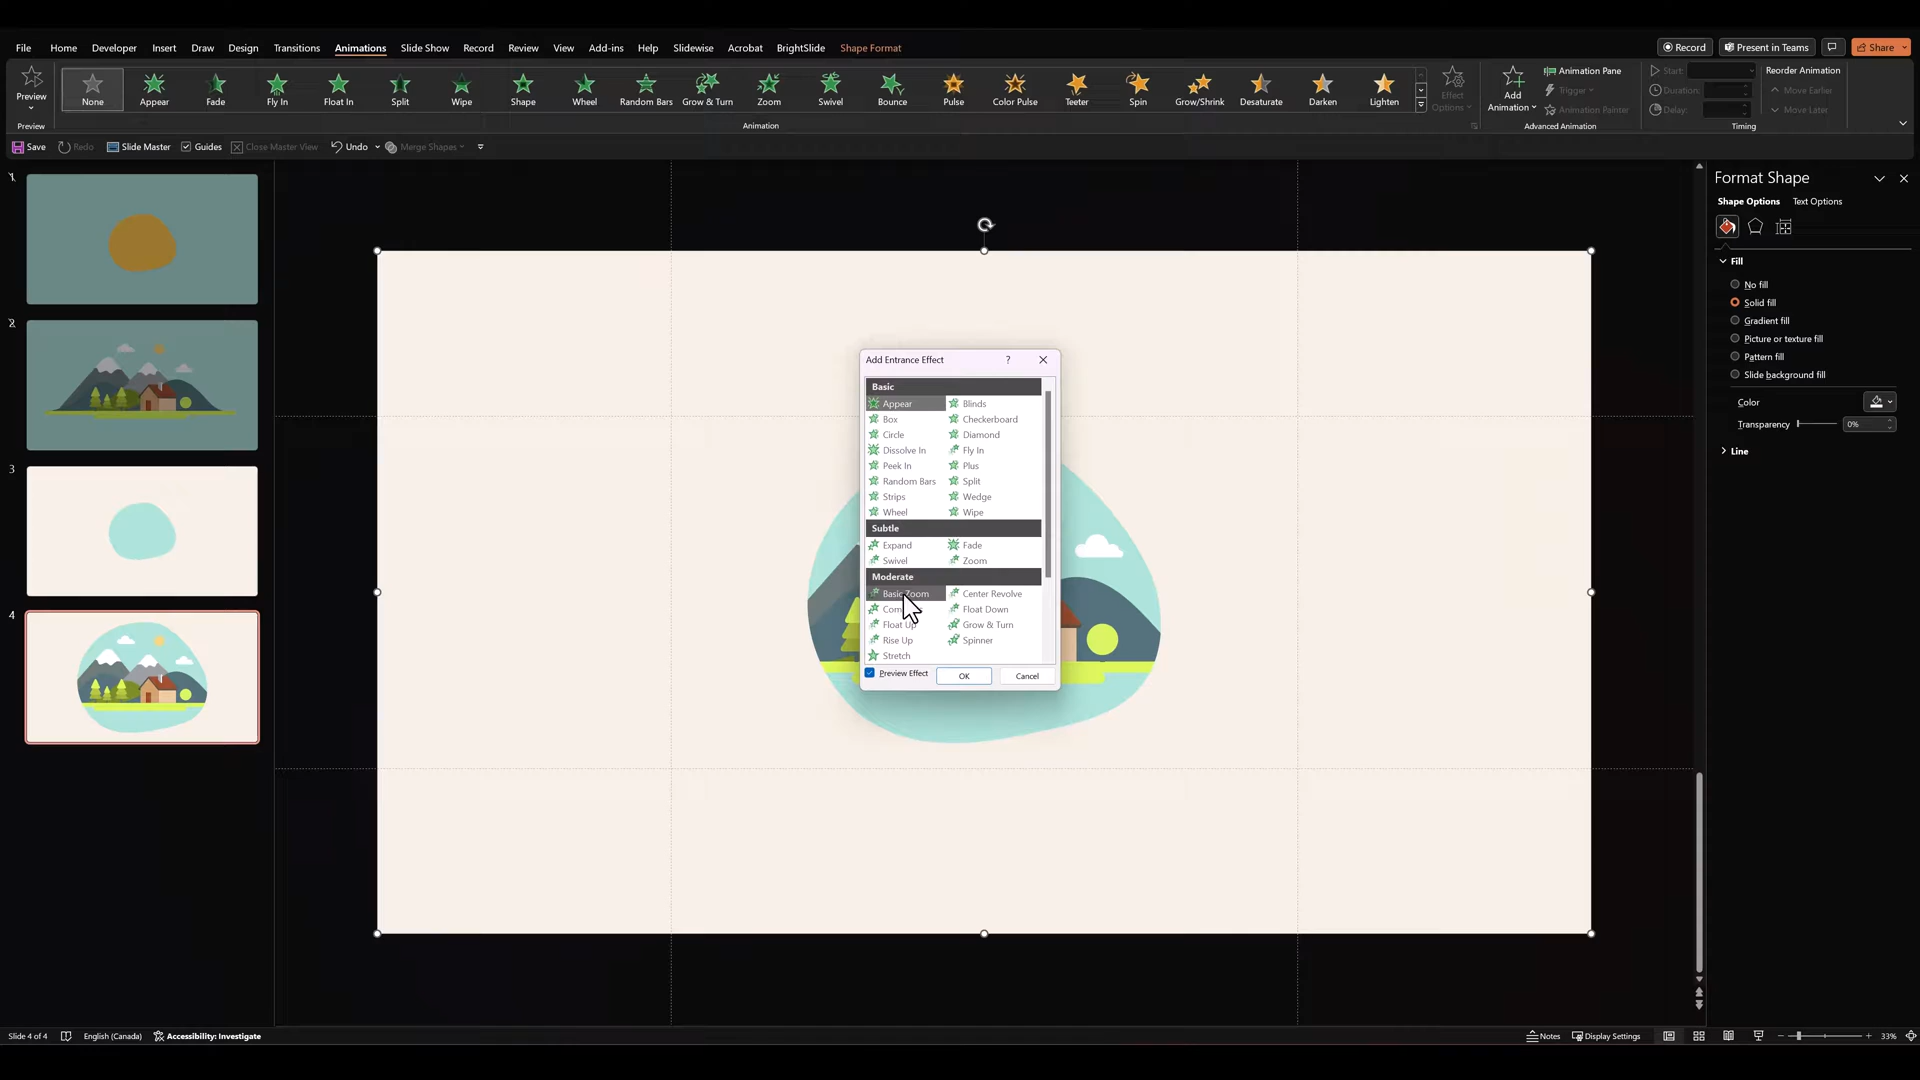 File Home Developer Insert Draw Design Transitions Animations Slide Show Record Review View Add-ins Help Slidewise Acrobat BrightSlide Shape Format Record Present in Teams Share
Preview None Appear Fade Fly In Float In Split Wipe Shape Wheel Random Bars Grow & Turn Zoom Swivel Bounce Pulse Color Pulse Teeter Spin Grow/Shrink Desaturate Darken Lighten Effect Options Add Animation Animation Pane Trigger Animation Painter Start: Duration: Delay: Reorder Animation Move Earlier Move Later
Preview Animation Advanced Animation Timing
Save Redo Slide Master Guides Close Master View Undo Merge Shapes
1
2
3
4
Add Entrance Effect ?
Basic
Appear Blinds
Box Checkerboard
Circle Diamond
Dissolve In Fly In
Peek In Plus
Random Bars Split
Strips Wedge
Wheel Wipe
Subtle
Expand Fade
Swivel Zoom
Moderate
Basic Zoom Center Revolve
Float Down
Float Up Grow & Turn
Rise Up Spinner
Stretch
Preview Effect OK Cancel
Format Shape
Shape Options Text Options
Fill
No fill
Solid fill
Gradient fill
Picture or texture fill
Pattern fill
Slide background fill
Color
Transparency 0%
Line
Slide 4 of 4 English (Canada) Accessibility: Investigate Notes Display Settings 33%